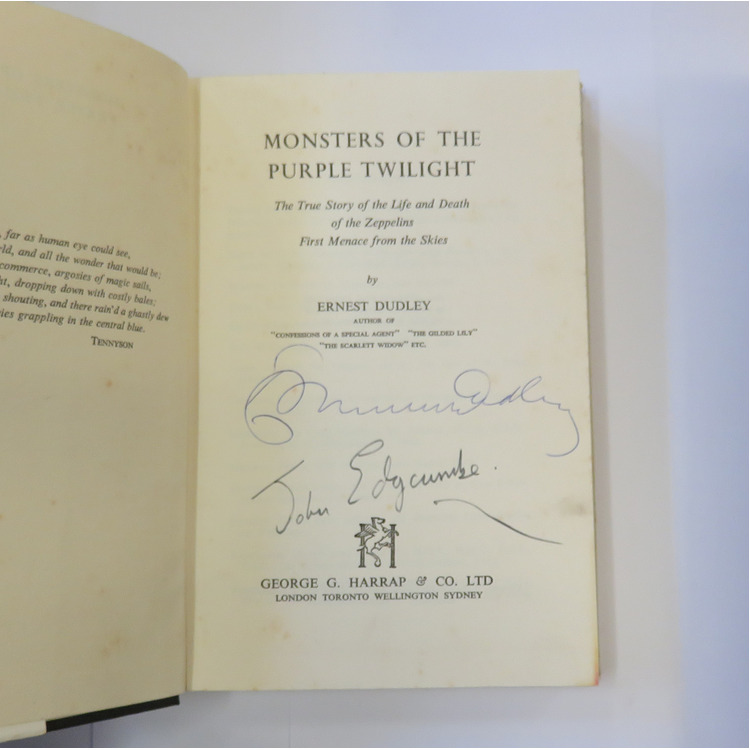 , far as human eye could see,
ld, and all the wonder that would be;
commerce, argosies of magic sails,
ht, dropping down with costly bales;
shouting, and there rain'd a ghastly dew
ies grappling in the central blue.
TENNYSON
MONSTERS OF THE
PURPLE TWILIGHT
The True Story of the Life and Death
of the Zeppelins
First Menace from the Skies
by
ERNEST DUDLEY
AUTHOR OF
"CONFESSIONS OF A SPECIAL AGENT" "THE GILDED LILY"
"THE SCARLETT WIDOW" ETC.
Dudley
John Edgcumbe.
GEORGE G. HARRAP & CO. LTD
LONDON TORONTO WELLINGTON SYDNEY